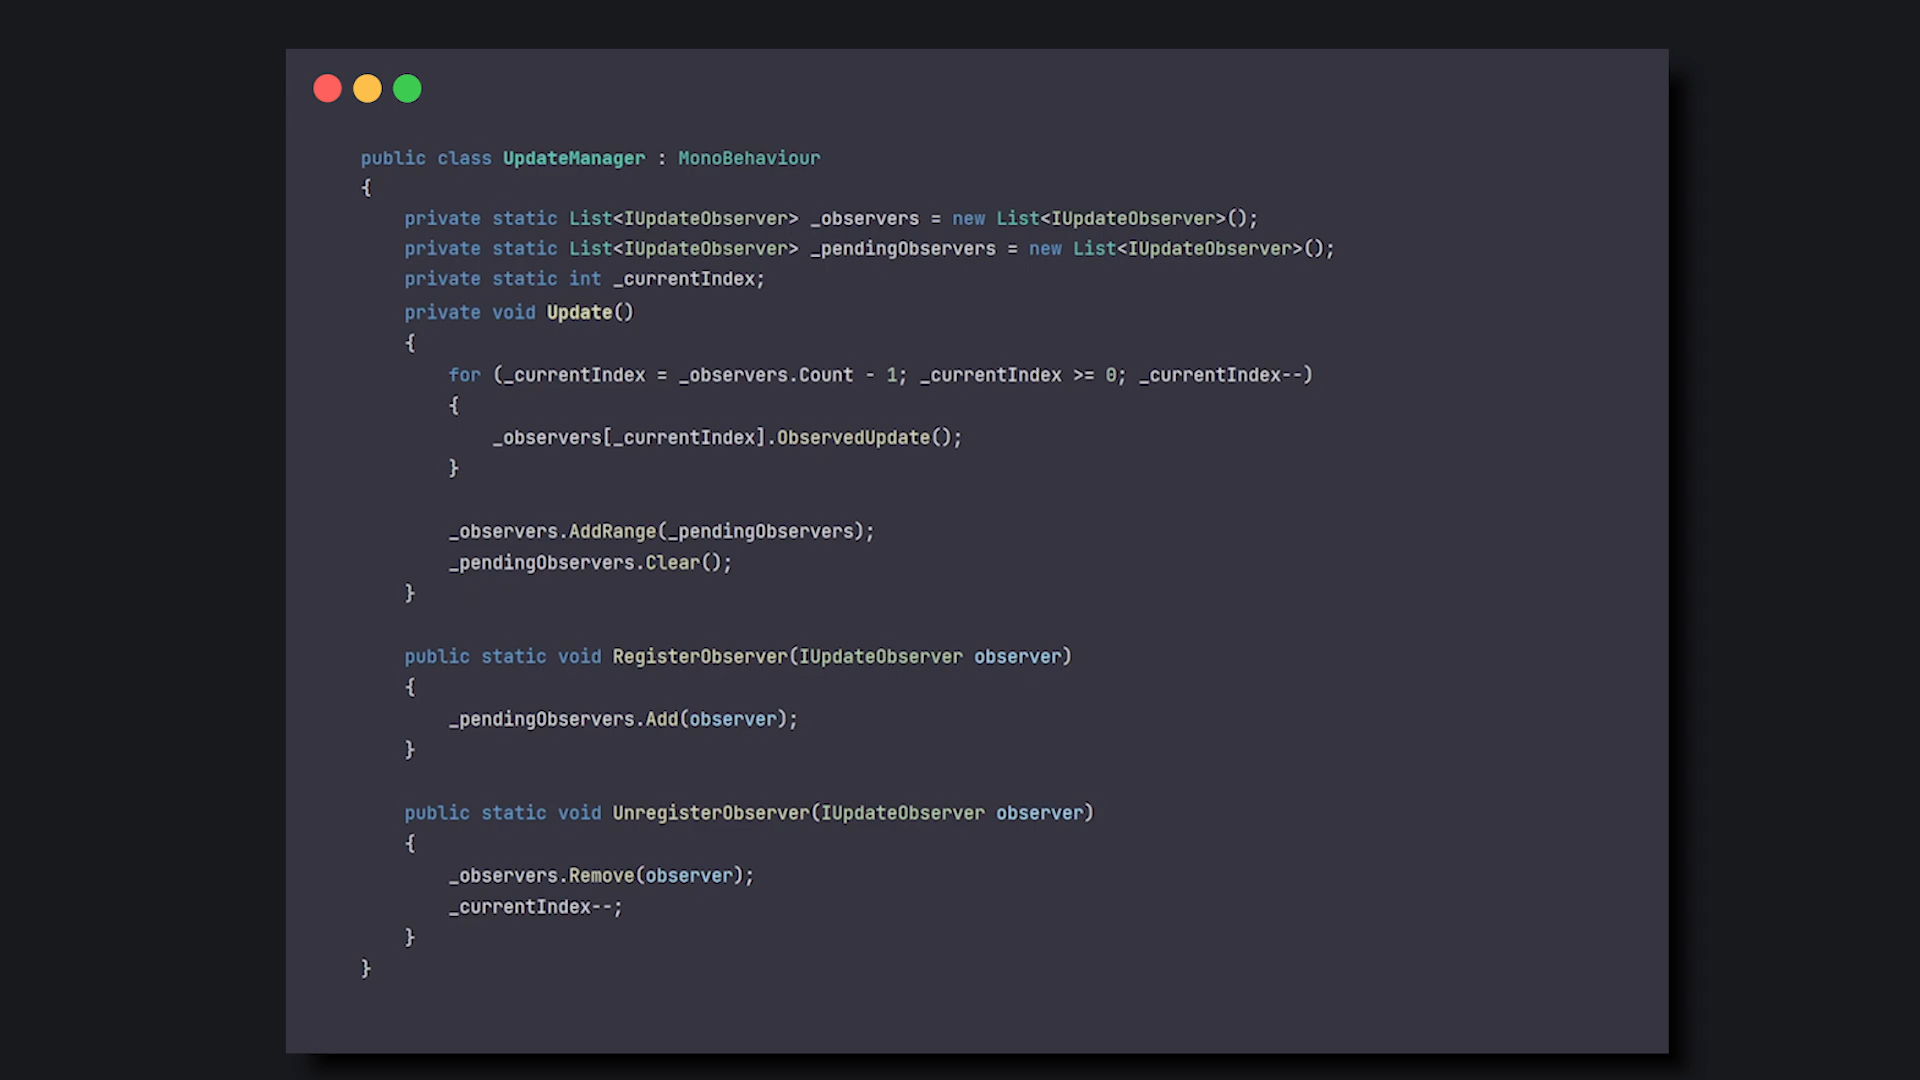 public class UpdateManager : MonoBehaviour
{
    private static List<IUpdateObserver> _observers = new List<IUpdateObserver>();
    private static List<IUpdateObserver> _pendingObservers = new List<IUpdateObserver>();
    private static int _currentIndex;
    private void Update()
    {
        for (_currentIndex = _observers.Count - 1; _currentIndex >= 0; _currentIndex--)
        {
            _observers[_currentIndex].ObservedUpdate();
        }

        _observers.AddRange(_pendingObservers);
        _pendingObservers.Clear();
    }

    public static void RegisterObserver(IUpdateObserver observer)
    {
        _pendingObservers.Add(observer);
    }

    public static void UnregisterObserver(IUpdateObserver observer)
    {
        _observers.Remove(observer);
        _currentIndex--;
    }
}